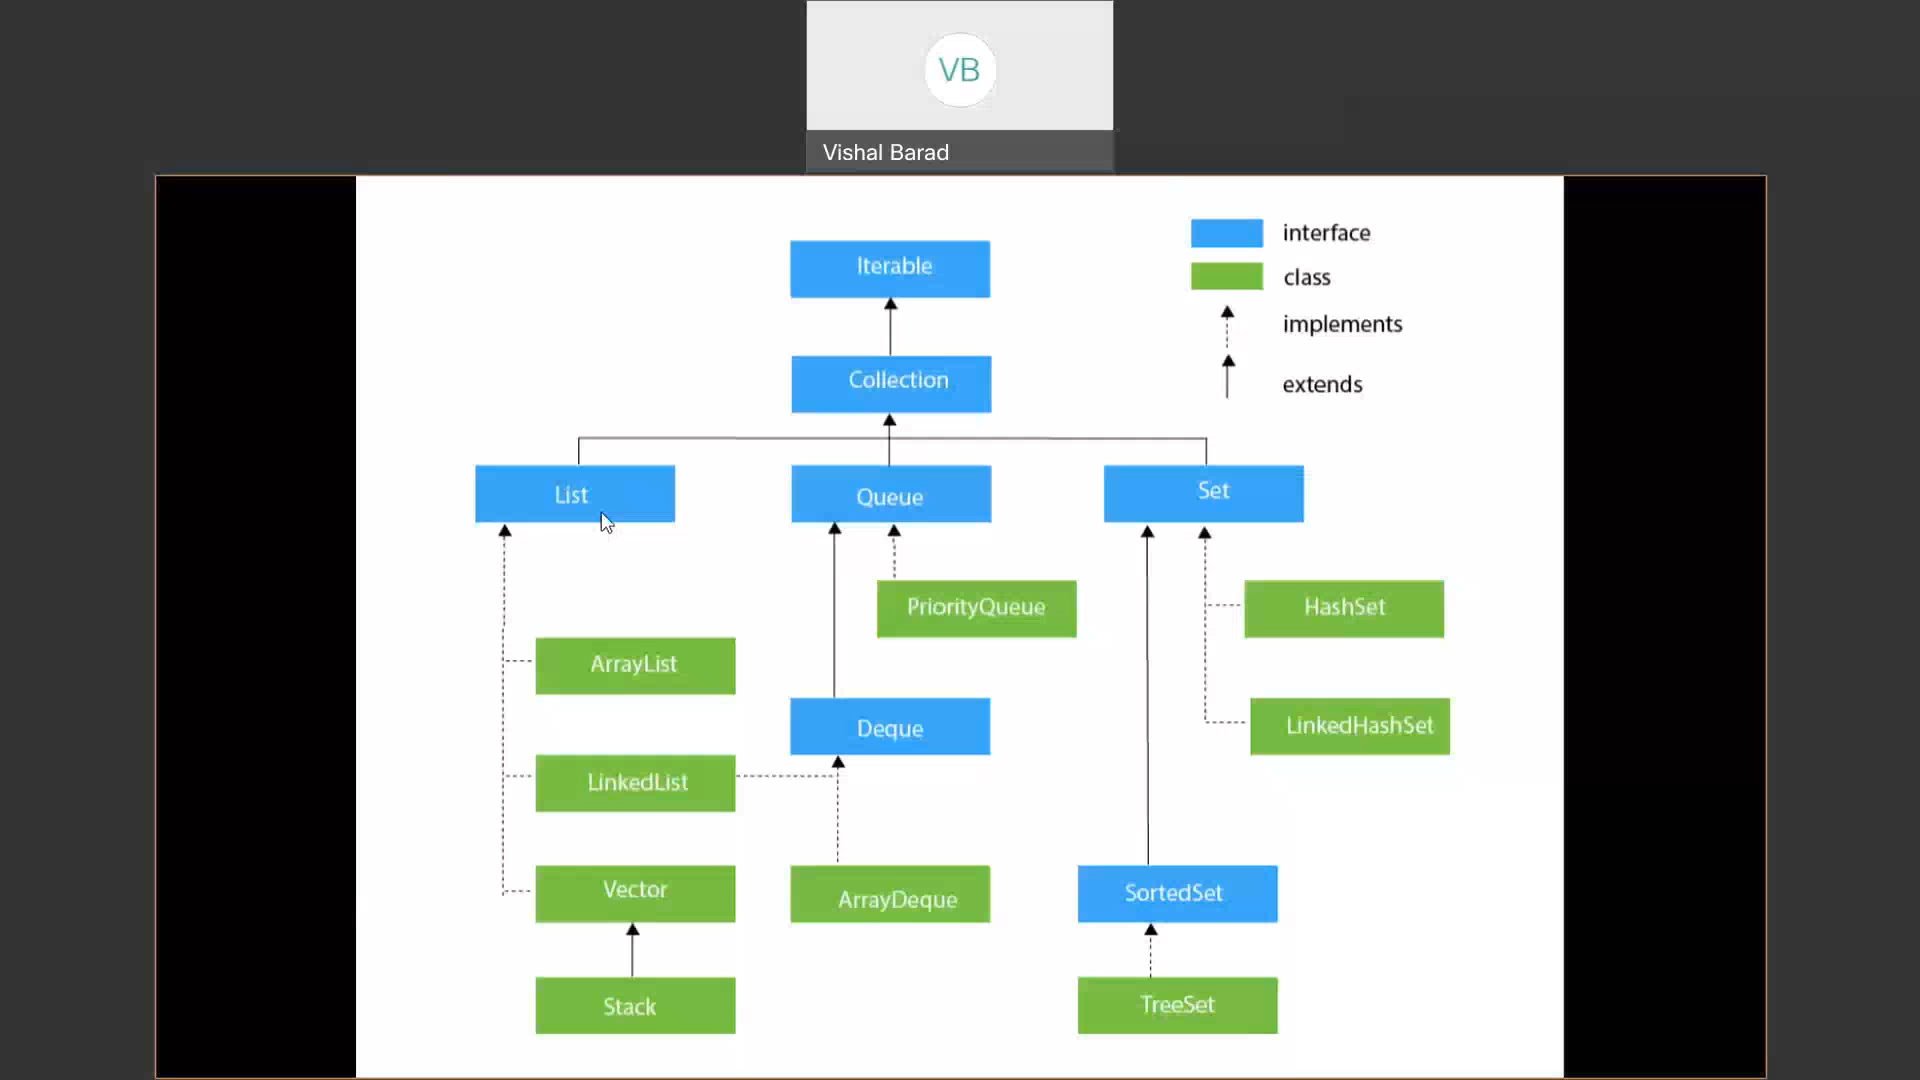 VB
Vishal Barad
interface
Iterable
class
implements
Collection
extends
List
Queue
Set
PriorityQueue
HashSet
ArrayList
Deque
LinkedHashSet
LinkedList
Vector
ArrayDeque
SortedSet
Stack
TreeSet